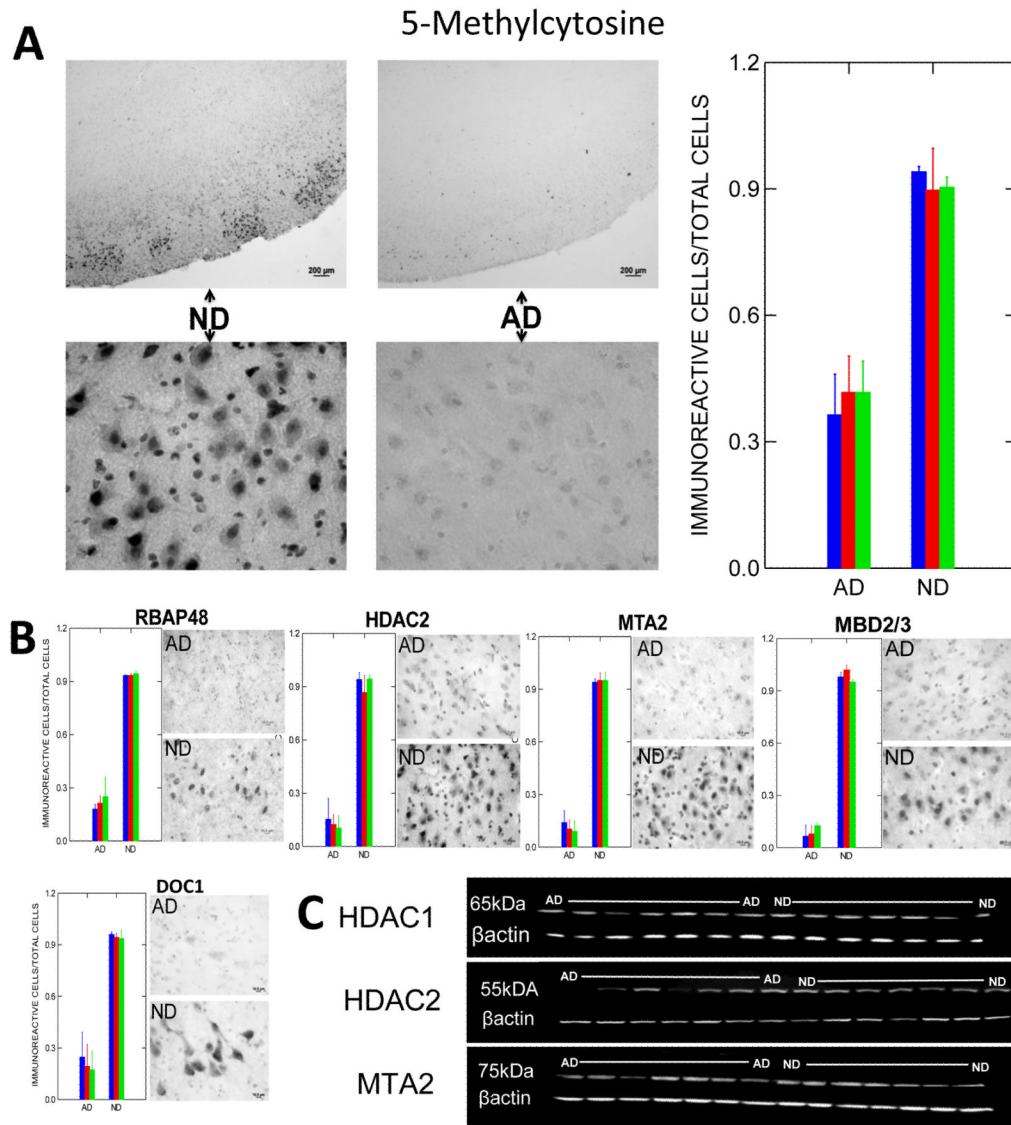 5-Methylcytosine
A
200 µm
200 µm
ND
AD
IMMUNOREACTIVE CELLS/TOTAL CELLS
1.2
0.9
0.6
0.3
0.0
AD ND
B
RBAP48
IMMUNOREACTIVE CELLS/TOTAL CELLS
1.2
0.9
0.6
0.3
0.0
AD ND
AD
ND
HDAC2
1.2
0.9
0.6
0.3
0.0
AD ND
AD
ND
MTA2
1.2
0.9
0.6
0.3
0.0
AD ND
AD
ND
MBD2/3
1.2
0.9
0.6
0.3
0.0
AD ND
AD
ND
DOC1
IMMUNOREACTIVE CELLS/TOTAL CELLS
1.2
0.9
0.6
0.3
0.0
AD ND
AD
ND
C
HDAC1
65kDa
AD AD ND ND
βactin
HDAC2
55kDA
AD AD ND ND
βactin
MTA2
75kDa
AD AD ND ND
βactin